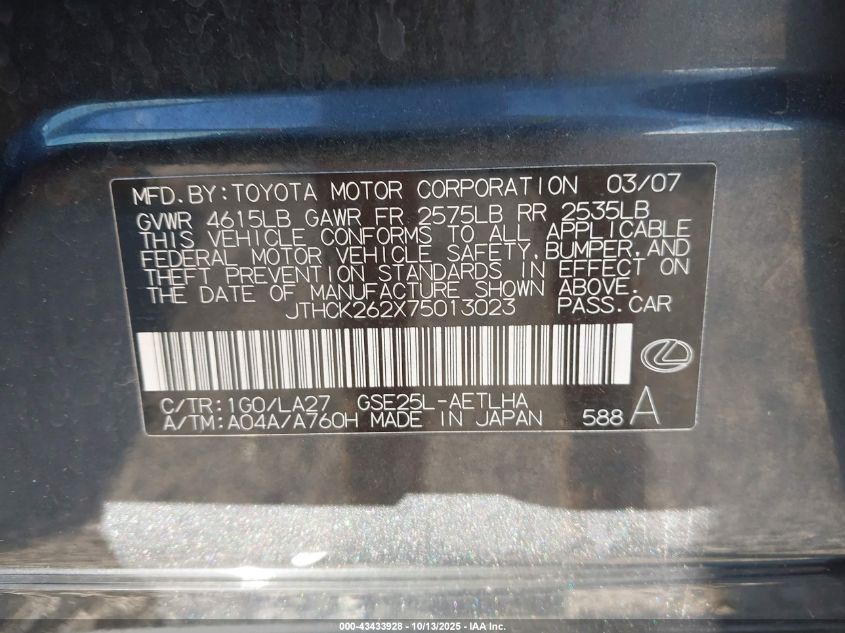 MFD.BY:TOYOTA MOTOR CORPORATION 03/07
GVWR 4615LB GAWR FR 2575LB RR 2535LB
THIS VEHICLE CONFORMS TO ALL APPLICABLE
FEDERAL MOTOR VEHICLE SAFETY,BUMPER,AND
THEFT PREVENTION STANDARDS IN EFFECT ON
THE DATE OF MANUFACTURE SHOWN ABOVE.
JTHCK262X75013023 PASS.CAR
C/TR:1G0/LA27 GSE25L-AETLHA
A/TM:A04A/A760H MADE IN JAPAN 588 A
000-43433928 - 10/13/2025 - IAA Inc.